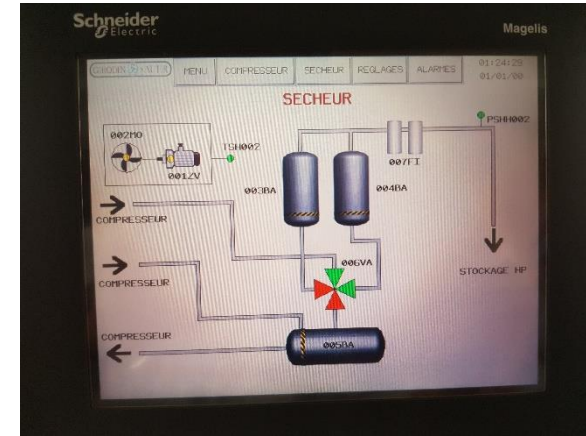 Schneider
Electric
Magelis
MENU
COMPRESSEUR
SECHEUR
REGLAGES
ALARMES
01:24:29
01/01/00
SECHEUR
002MO
001ZV
TSH002
PSHH002
007FI
003BA
004BA
COMPRESSEUR
006VA
STOCKAGE HP
COMPRESSEUR
COMPRESSEUR
005BA